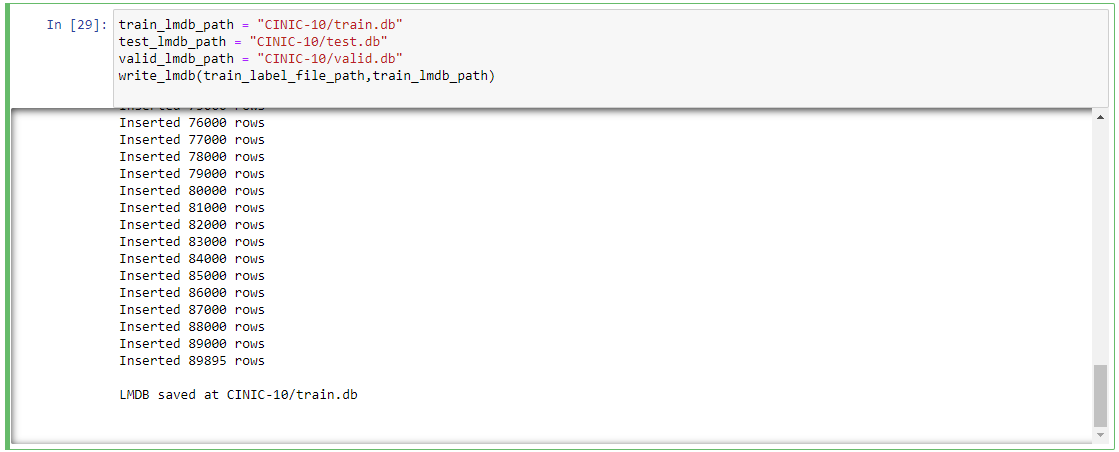 In [29]:
train_lmdb_path = "CINIC-10/train.db"
test_lmdb_path = "CINIC-10/test.db"
valid_lmdb_path = "CINIC-10/valid.db"
write_lmdb(train_label_file_path,train_lmdb_path)
Inserted 75000 rows
Inserted 76000 rows
Inserted 77000 rows
Inserted 78000 rows
Inserted 79000 rows
Inserted 80000 rows
Inserted 81000 rows
Inserted 82000 rows
Inserted 83000 rows
Inserted 84000 rows
Inserted 85000 rows
Inserted 86000 rows
Inserted 87000 rows
Inserted 88000 rows
Inserted 89000 rows
Inserted 89895 rows
LMDB saved at CINIC-10/train.db